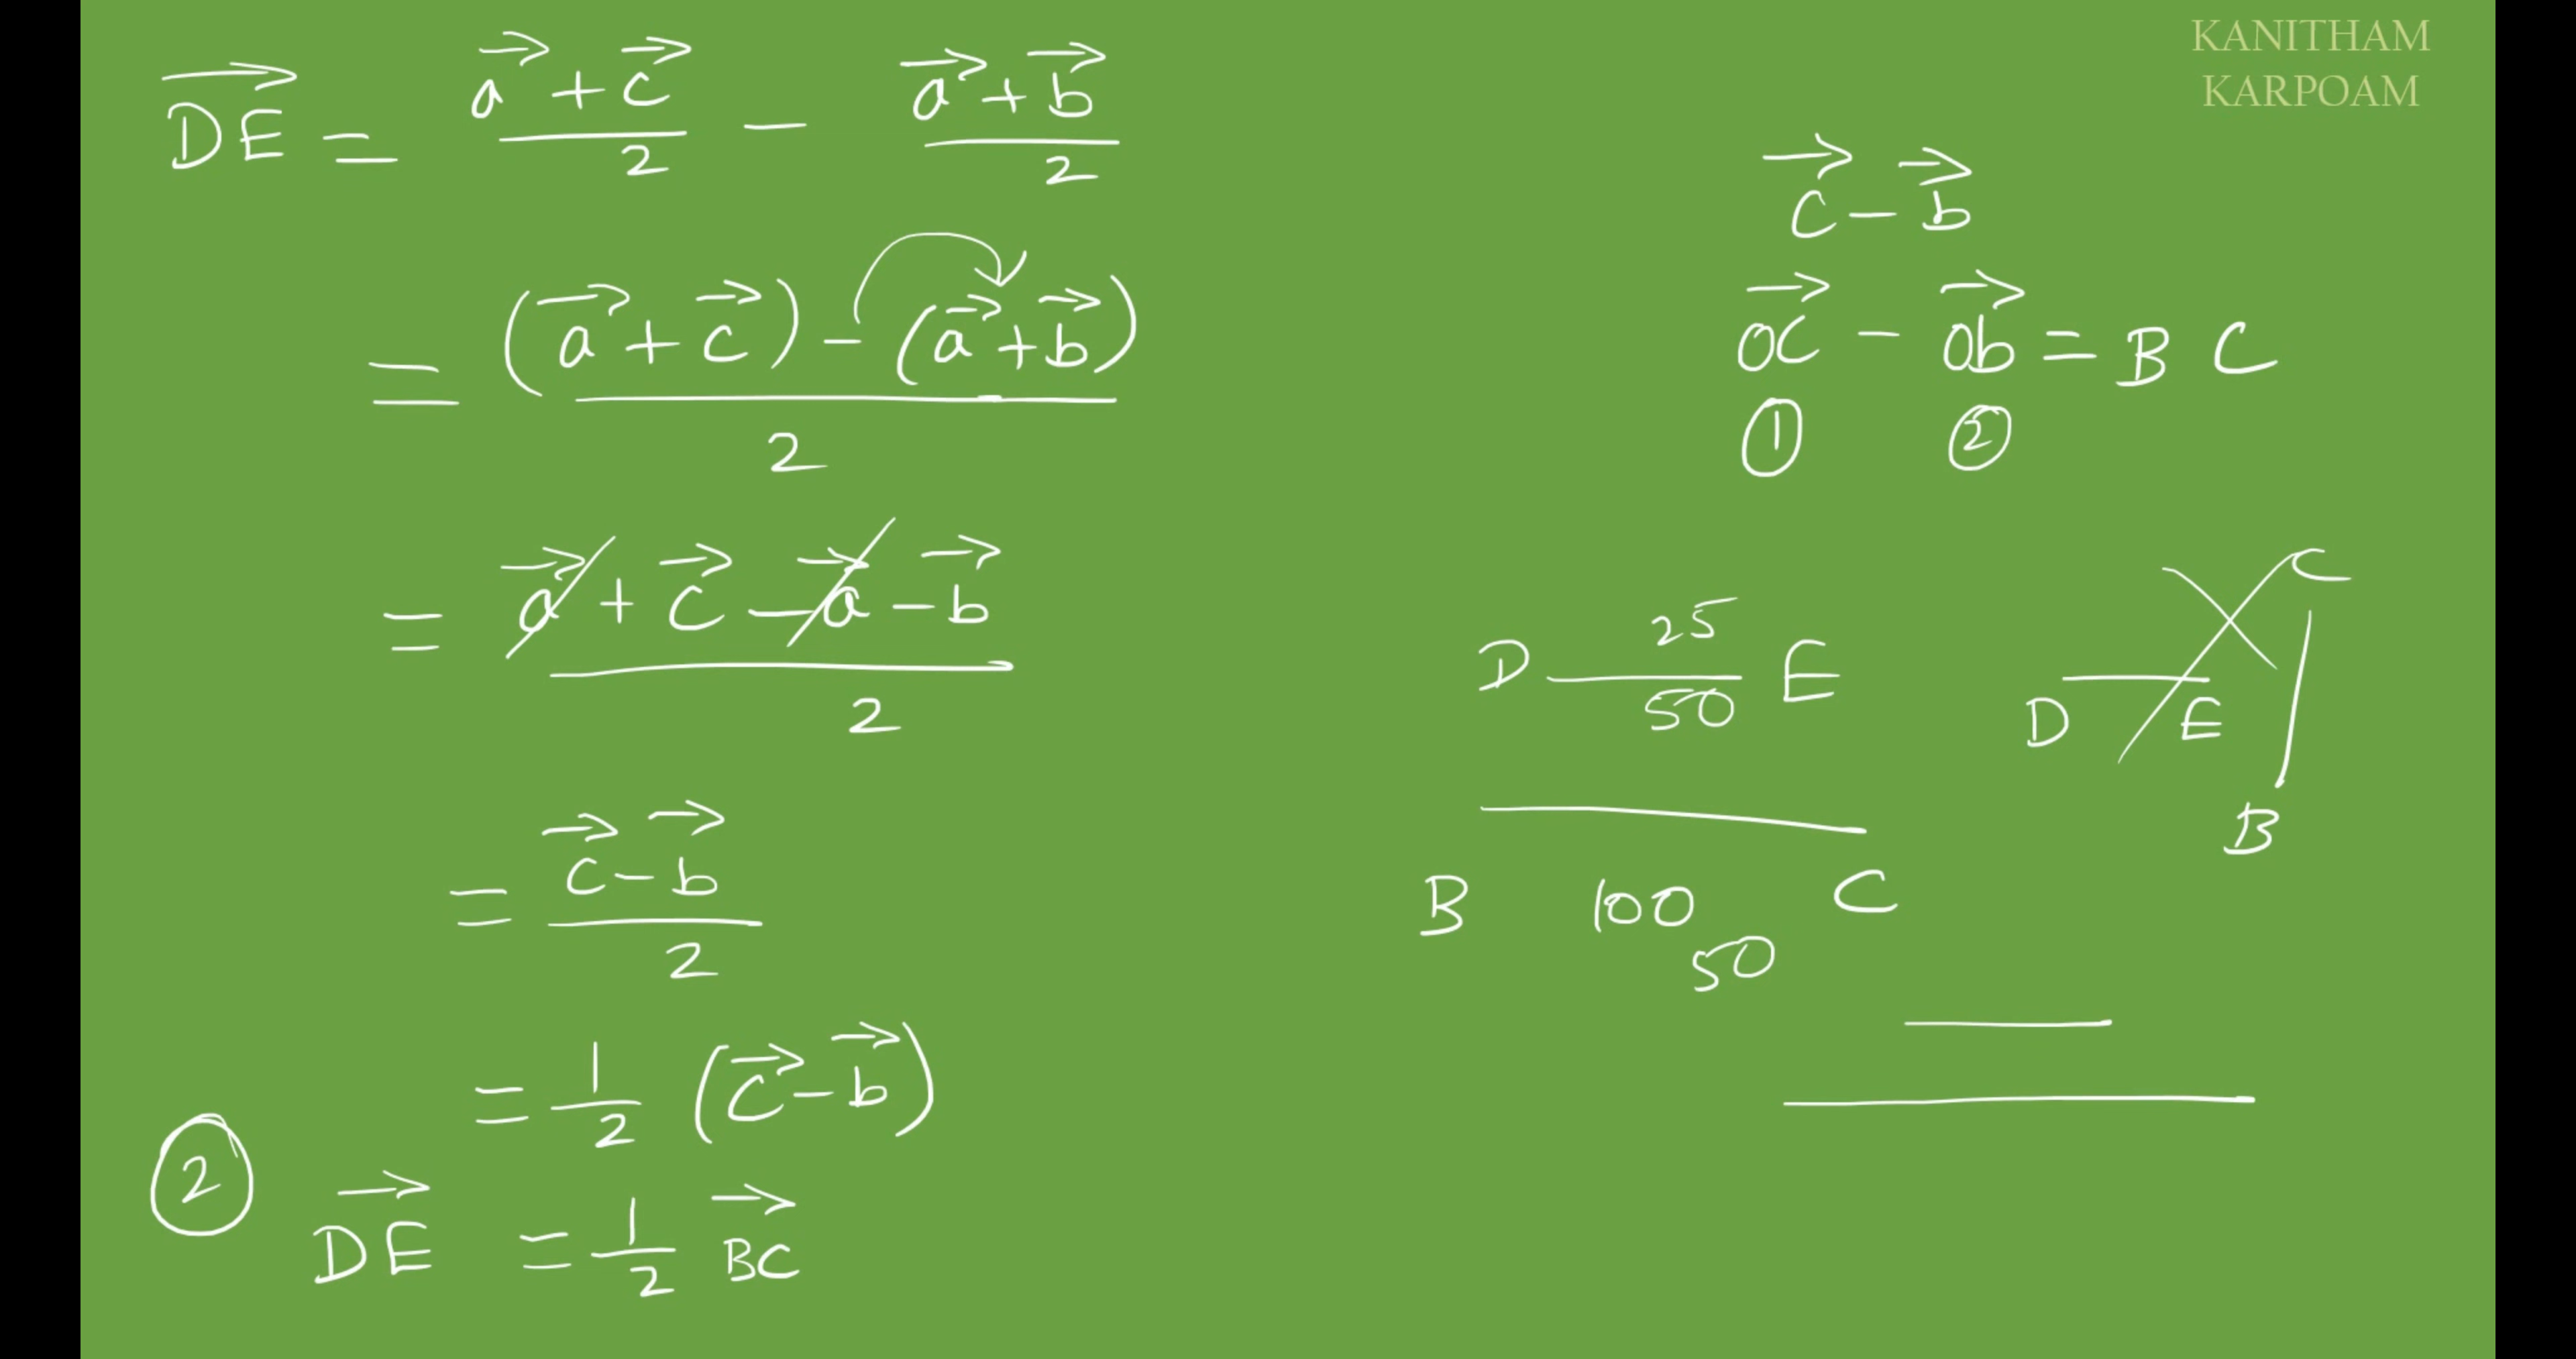 KANITHAM
KARPOAM
DE = a + c / 2 - a + b / 2
= (a + c) - (a + b) / 2
= a + c - a - b / 2
= c - b / 2
= 1/2 (c - b)
2
DE = 1/2 BC
c - b
OC - Ob = B C
1 2
D 25 E
50
B 100 C
50
C
D E
B